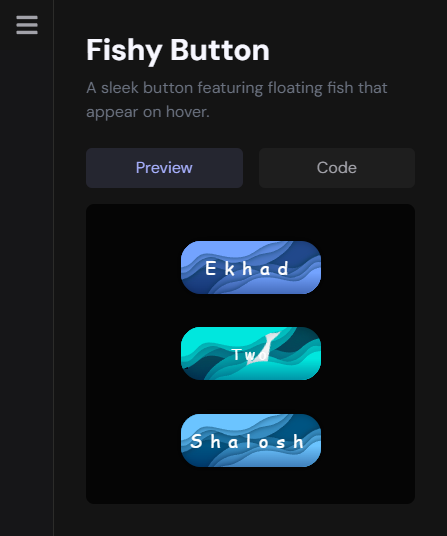 Fishy Button
A sleek button featuring floating fish that
appear on hover.
Preview
Code
Ekhad
Two
Shalosh